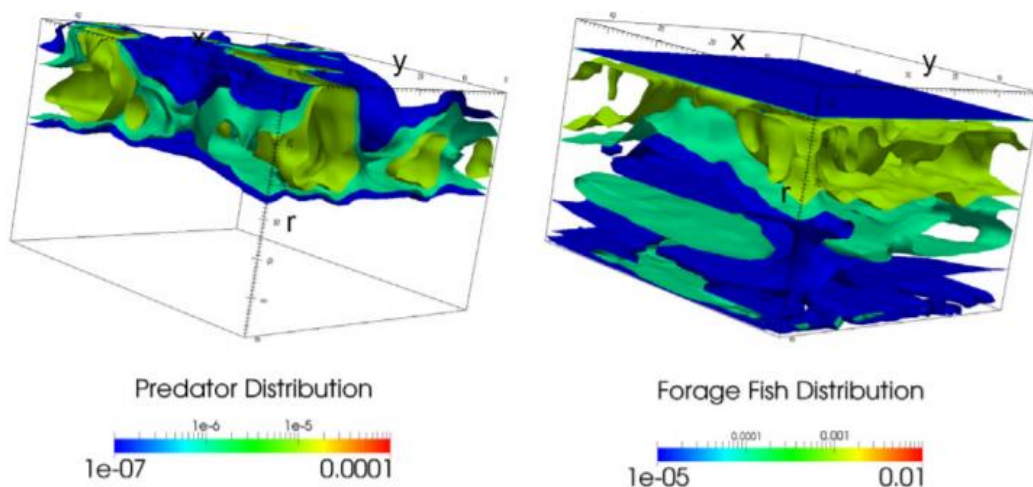 x
y
r
x
y
r
Predator Distribution
1e-6 1e-5
1e-07 0.0001
Forage Fish Distribution
0.0001 0.001
1e-05 0.01